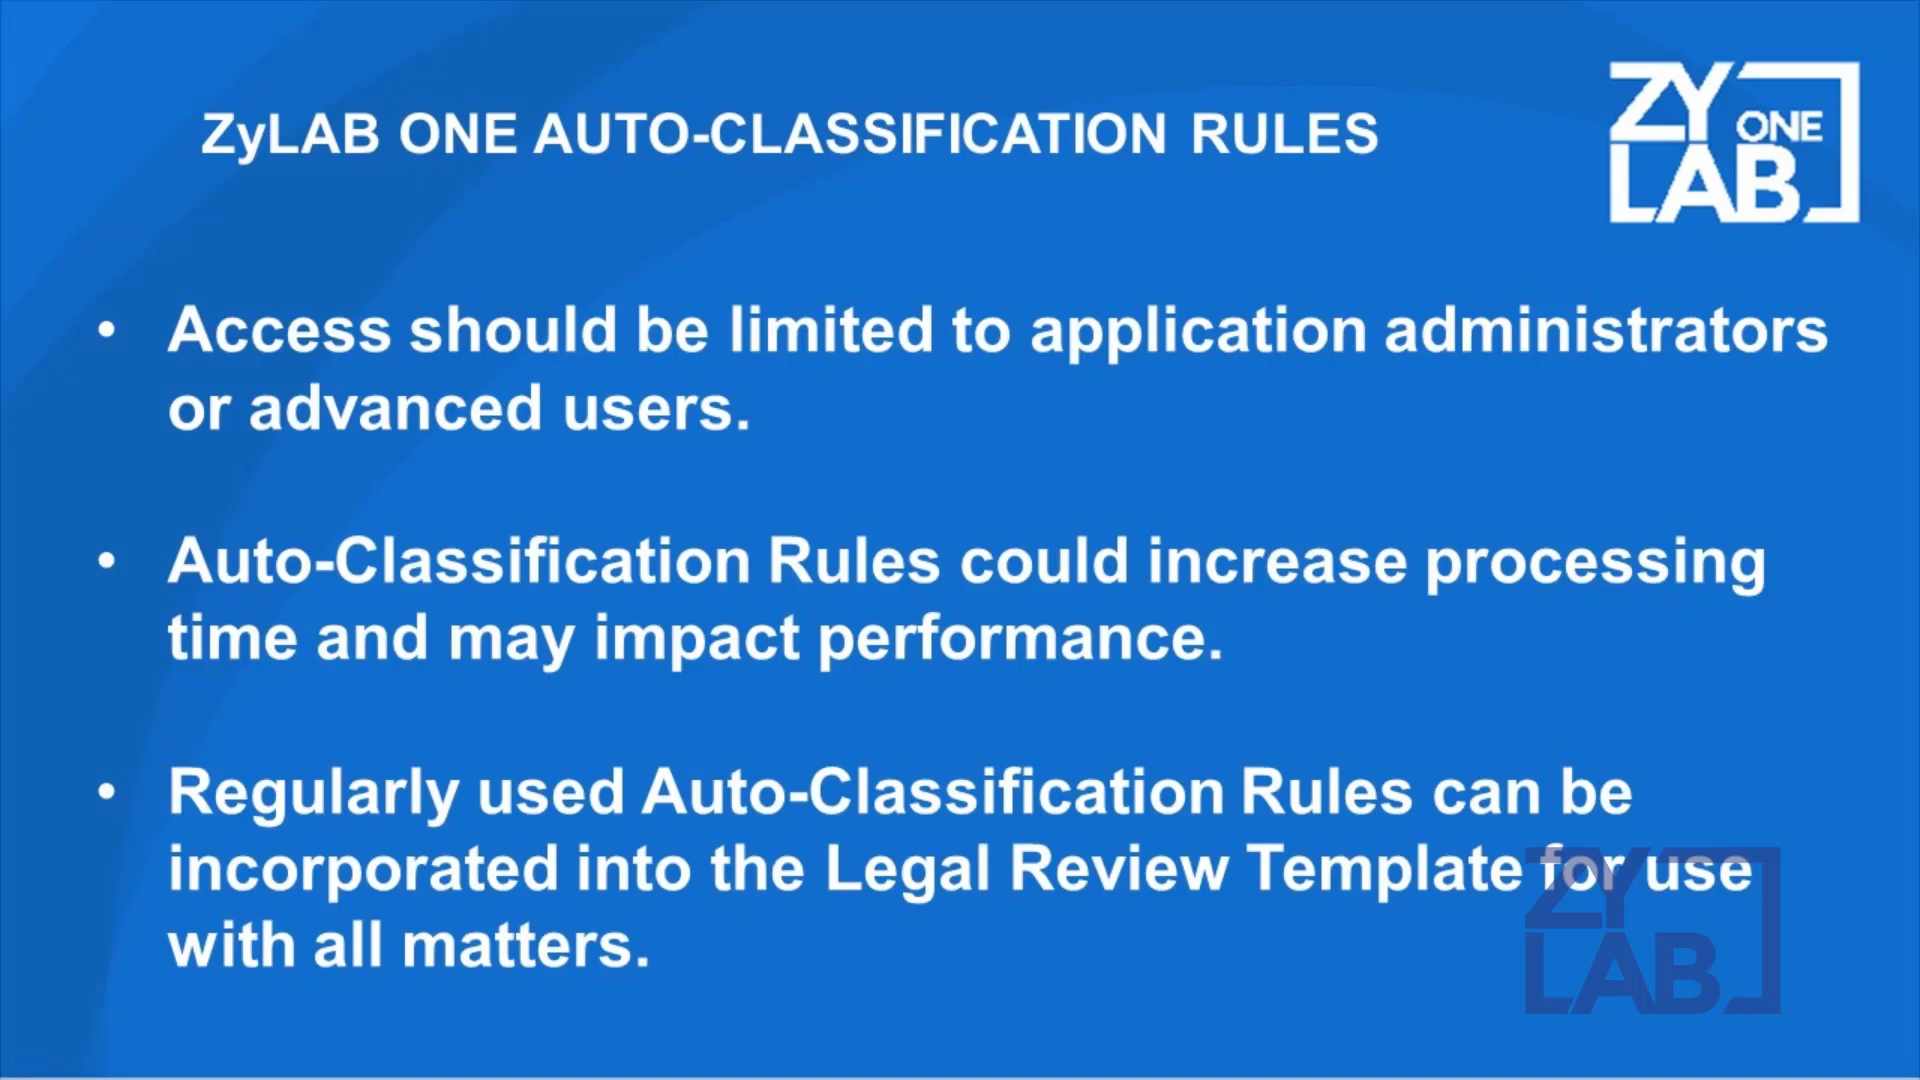 ZyLAB ONE AUTO-CLASSIFICATION RULES
ZY ONE
LAB
• Access should be limited to application administrators
or advanced users.
• Auto-Classification Rules could increase processing
time and may impact performance.
• Regularly used Auto-Classification Rules can be
incorporated into the Legal Review Template for use
with all matters.
ZY
LAB